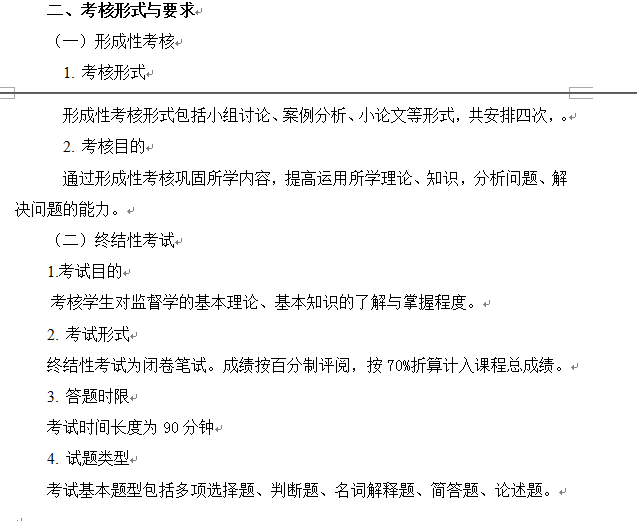 二、考核形式与要求
（一）形成性考核
1. 考核形式
形成性考核形式包括小组讨论、案例分析、小论文等形式，共安排四次，。
2. 考核目的
通过形成性考核巩固所学内容，提高运用所学理论、知识，分析问题、解
决问题的能力。
（二）终结性考试
1.考试目的
考核学生对监督学的基本理论、基本知识的了解与掌握程度。
2. 考试形式
终结性考试为闭卷笔试。成绩按百分制评阅，按 70%折算计入课程总成绩。
3. 答题时限
考试时间长度为 90 分钟
4. 试题类型
考试基本题型包括多项选择题、判断题、名词解释题、简答题、论述题。